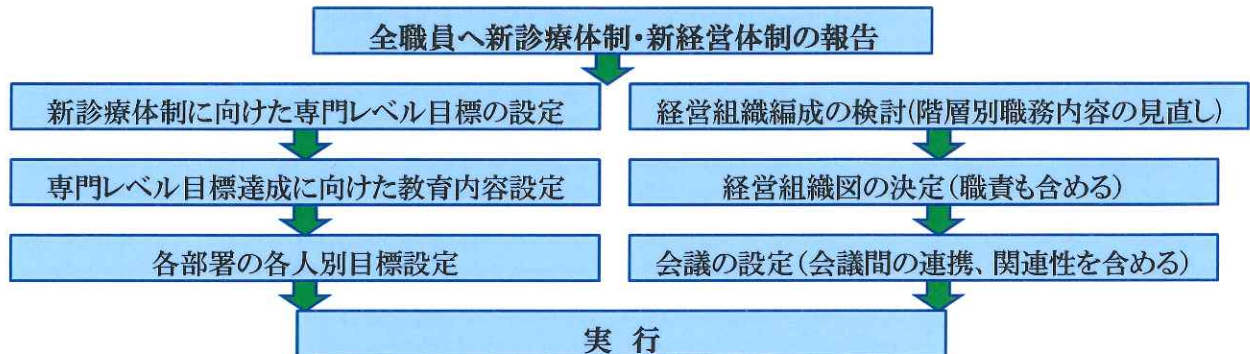 全職員へ新診療体制・新経営体制の報告
新診療体制に向けた専門レベル目標の設定
専門レベル目標達成に向けた教育内容設定
各部署の各人別目標設定
経営組織編成の検討(階層別職務内容の見直し)
経営組織図の決定(職責も含める)
会議の設定(会議間の連携、関連性を含める)
実 行